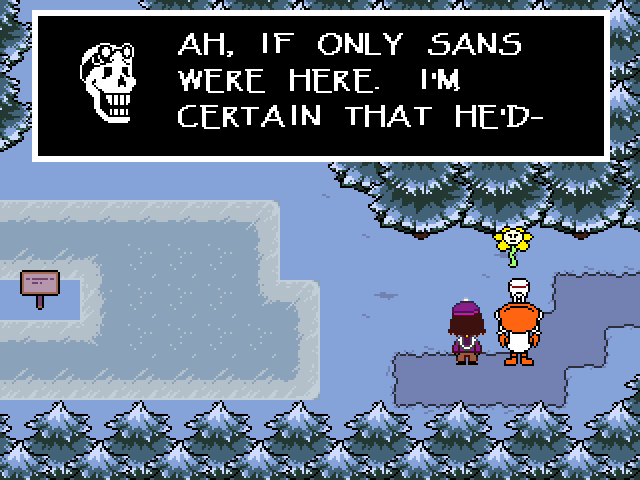 AH, IF ONLY SANS
WERE HERE. I'M
CERTAIN THAT HE'D-